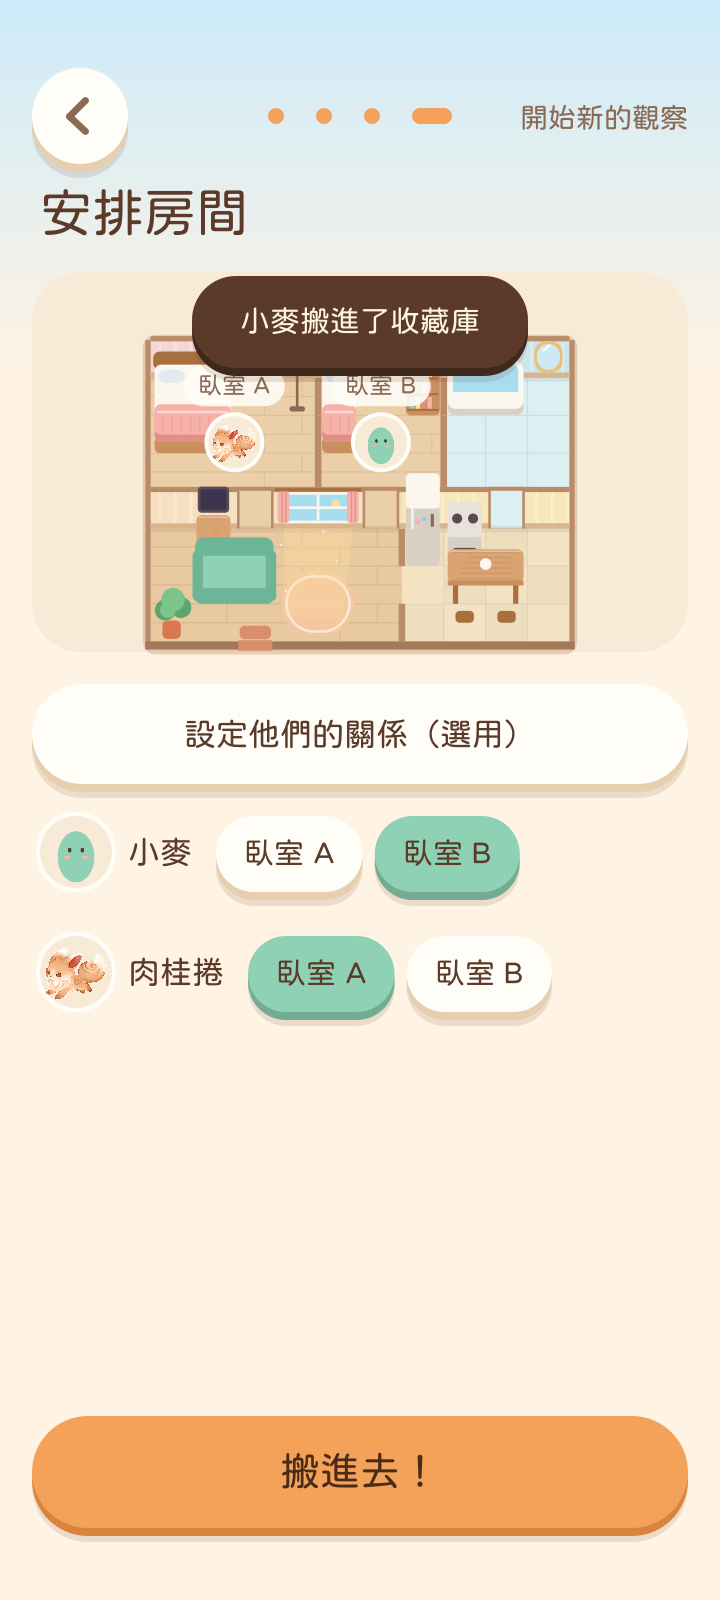 開始新的觀察
安排房間
小麥搬進了收藏庫
臥室 A
臥室 B
設定他們的關係（選用）
小麥
臥室 A
臥室 B
肉桂捲
臥室 A
臥室 B
搬進去！